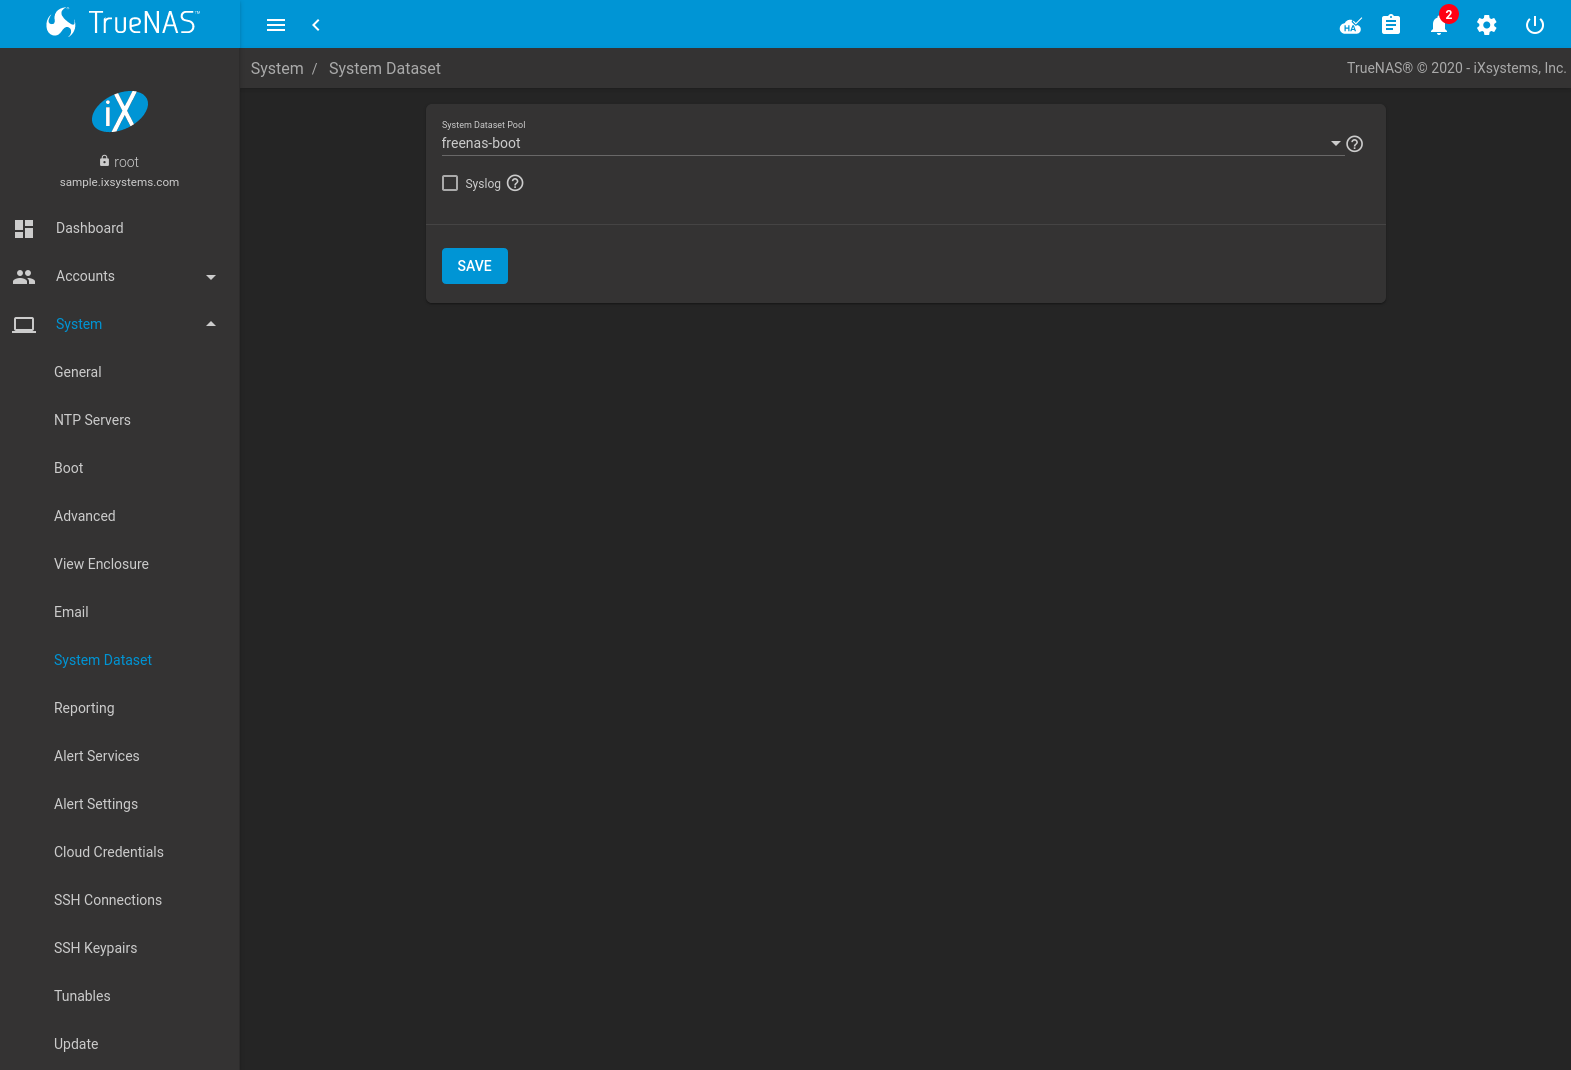 TrueNAS™
HA
2
System / System Dataset
TrueNAS® © 2020 - iXsystems, Inc.
iX
root
sample.ixsystems.com
Dashboard
Accounts
System
General
NTP Servers
Boot
Advanced
View Enclosure
Email
System Dataset
Reporting
Alert Services
Alert Settings
Cloud Credentials
SSH Connections
SSH Keypairs
Tunables
Update
System Dataset Pool
freenas-boot
Syslog
SAVE